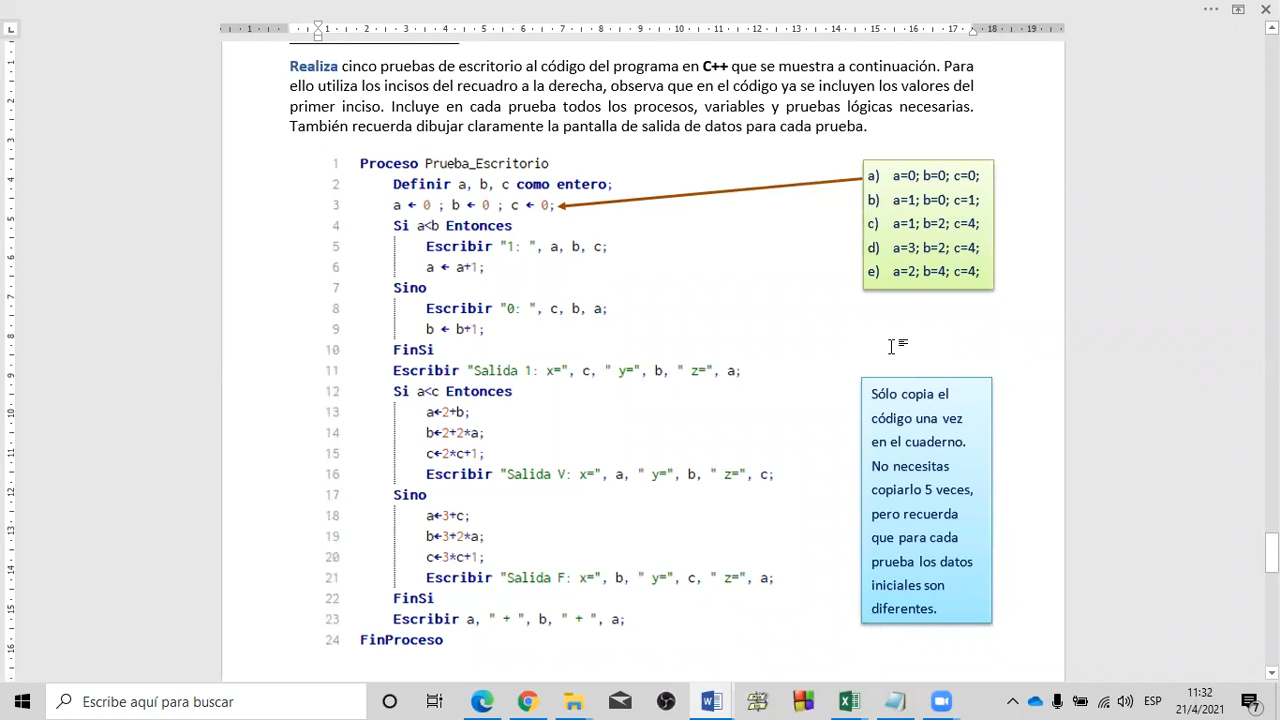 Realiza cinco pruebas de escritorio al código del programa en C++ que se muestra a continuación. Para
ello utiliza los incisos del recuadro a la derecha, observa que en el código ya se incluyen los valores del
primer inciso. Incluye en cada prueba todos los procesos, variables y pruebas lógicas necesarias.
También recuerda dibujar claramente la pantalla de salida de datos para cada prueba.
1 Proceso Prueba_Escritorio
2 Definir a, b, c como entero;
3 a ← 0 ; b ← 0 ; c ← 0;
4 Si a<b Entonces
5 Escribir "1: ", a, b, c;
6 a ← a+1;
7 Sino
8 Escribir "0: ", c, b, a;
9 b ← b+1;
10 FinSi
11 Escribir "Salida 1: x=", c, " y=", b, " z=", a;
12 Si a<c Entonces
13 a←2+b;
14 b←2+2*a;
15 c←2*c+1;
16 Escribir "Salida V: x=", a, " y=", b, " z=", c;
17 Sino
18 a←3+c;
19 b←3+2*a;
20 c←3*c+1;
21 Escribir "Salida F: x=", b, " y=", c, " z=", a;
22 FinSi
23 Escribir a, " + ", b, " + ", a;
24 FinProceso
a) a=0; b=0; c=0;
b) a=1; b=0; c=1;
c) a=1; b=2; c=4;
d) a=3; b=2; c=4;
e) a=2; b=4; c=4;
Sólo copia el
código una vez
en el cuaderno.
No necesitas
copiarlo 5 veces,
pero recuerda
que para cada
prueba los datos
iniciales son
diferentes.
Escribe aquí para buscar
ESP
11:32
21/4/2021